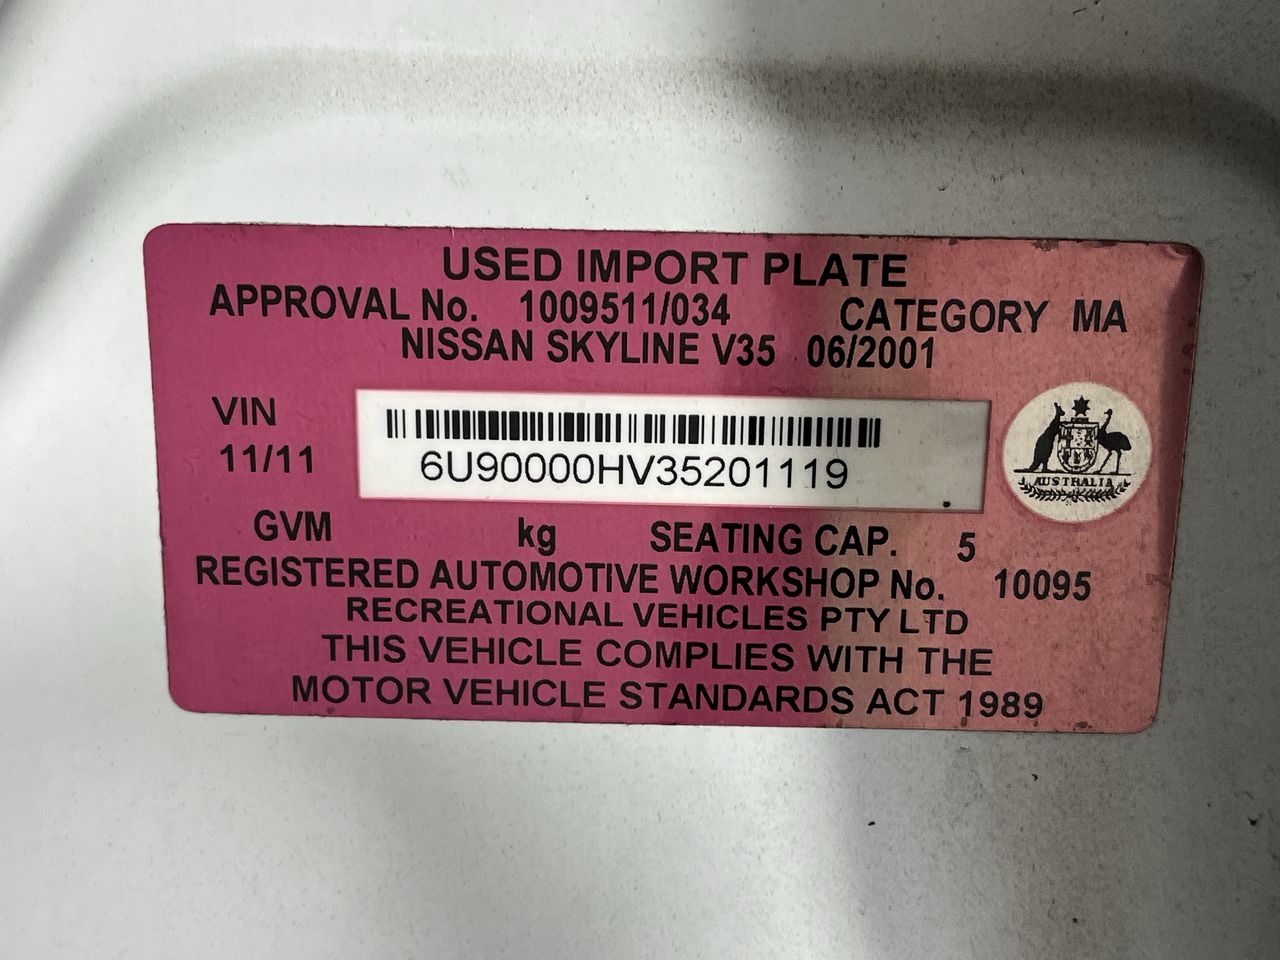 USED IMPORT PLATE
APPROVAL No. 1009511/034 CATEGORY MA
NISSAN SKYLINE V35 06/2001
VIN
11/11
6U90000HV35201119
AUSTRALIA
GVM kg SEATING CAP. 5
REGISTERED AUTOMOTIVE WORKSHOP No. 10095
RECREATIONAL VEHICLES PTY LTD
THIS VEHICLE COMPLIES WITH THE
MOTOR VEHICLE STANDARDS ACT 1989